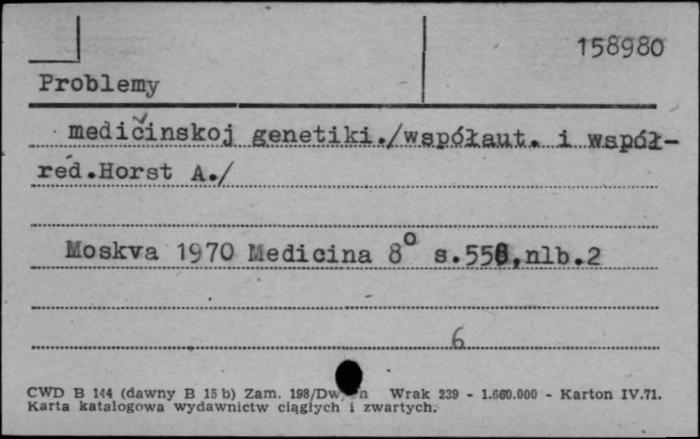 158980
Problemy
medičinskoj genetiki./współaut. i współ-
red.Horst A./
Moskva 1970 Medicina 8° s.558,nlb.2
6
CWD B 144 (dawny B 15 b) Zam. 198/Dw n Wrak 239 - 1.660.000 - Karton IV.71.
Karta katalogowa wydawnictw ciągłych i zwartych.